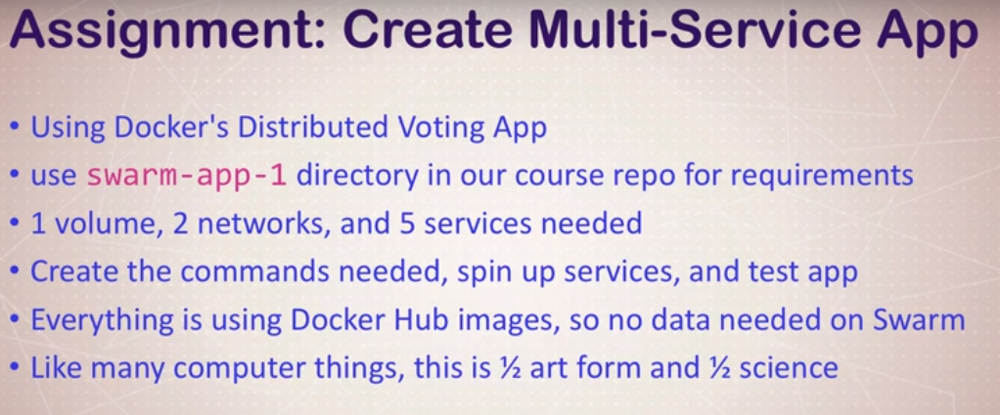 Assignment: Create Multi-Service App
• Using Docker's Distributed Voting App
• use swarm-app-1 directory in our course repo for requirements
• 1 volume, 2 networks, and 5 services needed
• Create the commands needed, spin up services, and test app
• Everything is using Docker Hub images, so no data needed on Swarm
• Like many computer things, this is ½ art form and ½ science